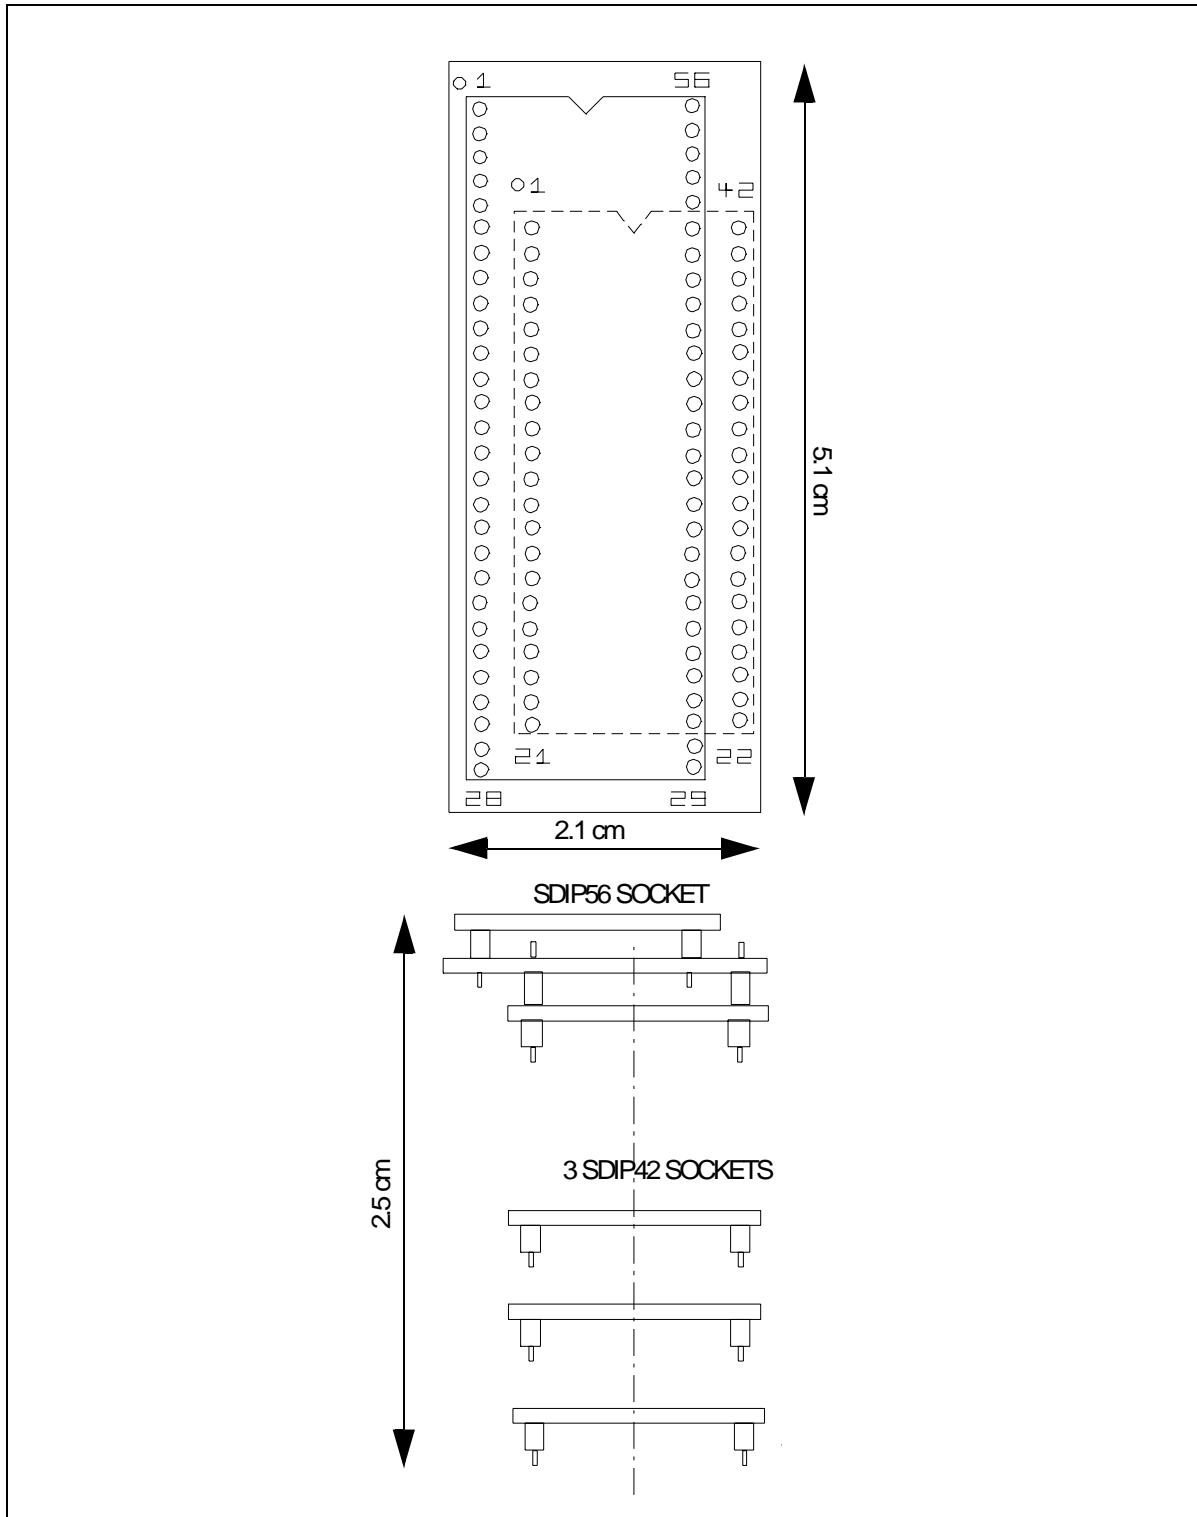 1 56
1 42
5.1 cm
21 22
28 29
2.1 cm
SDIP56 SOCKET
2.5 cm
3 SDIP42 SOCKETS